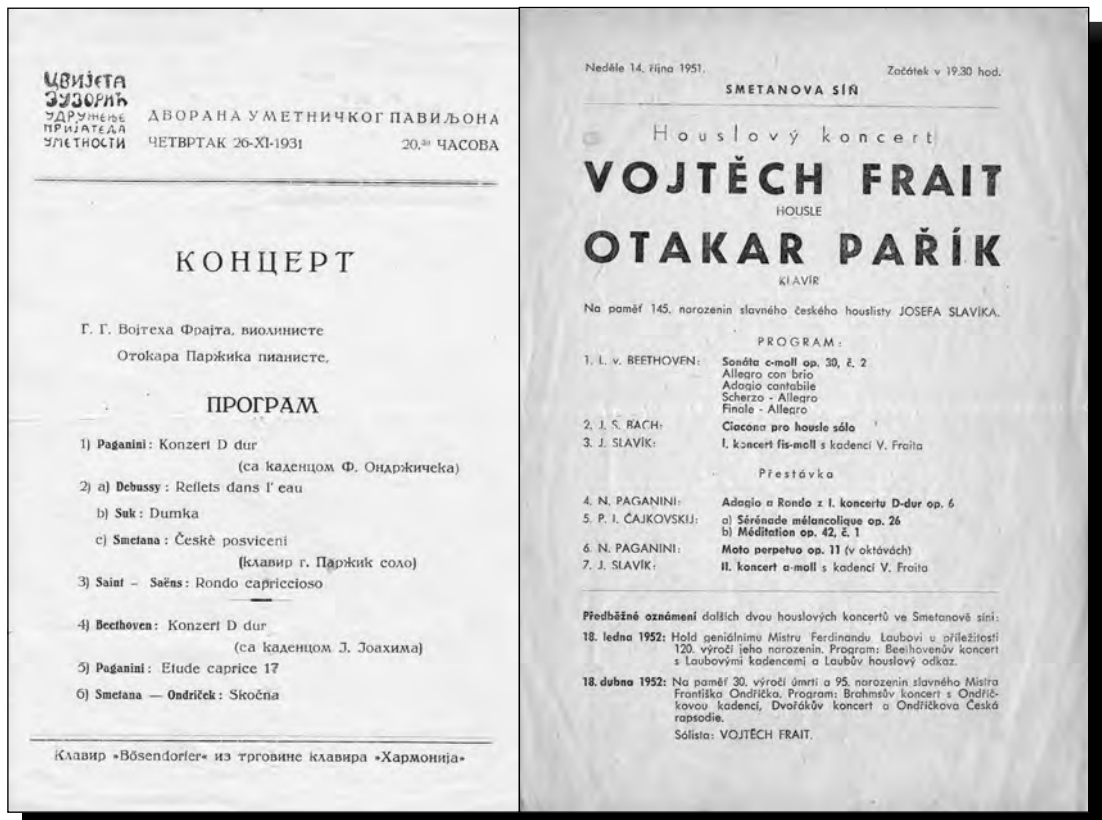 ЦВИЈЕТА
ЗУЗОРИЋ
УДРУЖЕЊЕ
ПРИЈАТЕЉА
УМЕТНОСТИ
ДВОРАНА УМЕТНИЧКОГ ПАВИЉОНА
ЧЕТВРТАК 26-XI-1931 20.³⁰ ЧАСОВА
КОНЦЕРТ
Г. Г. Војтеха Фрајта, виолинисте
Отокара Паржика пианисте.
ПРОГРАМ
1) Paganini: Konzert D dur
(са каденцом Ф. Ондржичека)
2) a) Debussy: Reflets dans l' eau
b) Suk: Dumka
c) Smetana: Českè posviceni
(клавир г. Паржик соло)
3) Saint – Saëns: Rondo capriccioso
4) Beethoven: Konzert D dur
(са каденцом Ј. Јоахима)
5) Paganini: Etude caprice 17
6) Smetana — Ondriček: Skočna
Клавир »Bösendorfer« из трговине клавира »Хармонија«
Neděle 14. října 1951. Začátek v 19.30 hod.
SMETANOVA SÍŇ
Houslový koncert
VOJTĚCH FRAIT
HOUSLE
OTAKAR PAŘÍK
KLAVÍR
Na paměť 145. narozenin slavného českého houslisty JOSEFA SLAVÍKA.
PROGRAM:
1. L. v. BEETHOVEN: Sonáta c-moll op. 30, č. 2
Allegro con brio
Adagio cantabile
Scherzo - Allegro
Finale - Allegro
2. J. S. BACH: Ciacona pro housle sólo
3. J. SLAVÍK: I. koncert fis-moll s kadencí V. Fraita
Přestávka
4. N. PAGANINI: Adagio a Rondo z I. koncertu D-dur op. 6
5. P. I. ČAJKOVSKIJ: a) Sérénade mélancolique op. 26
b) Méditation op. 42, č. 1
6. N. PAGANINI: Moto perpetuo op. 11 (v oktávách)
7. J. SLAVÍK: II. koncert a-moll s kadencí V. Fraita
Předběžné oznámení dalších dvou houslových koncertů ve Smetanově síni:
18. ledna 1952: Hold geniálnímu Mistru Ferdinandu Laubovi u příležitosti
120. výročí jeho narozenin. Program: Beethovenův koncert
s Laubovými kadencemi a Laubův houslový odkaz.
18. dubna 1952: Na paměť 30. výročí úmrtí a 95. narozenin slavného Mistra
Františka Ondříčka. Program: Brahmsův koncert s Ondříč-
kovou kadencí, Dvořákův koncert a Ondříčkova Česká
rapsodie.
Sólista: VOJTĚCH FRAIT.